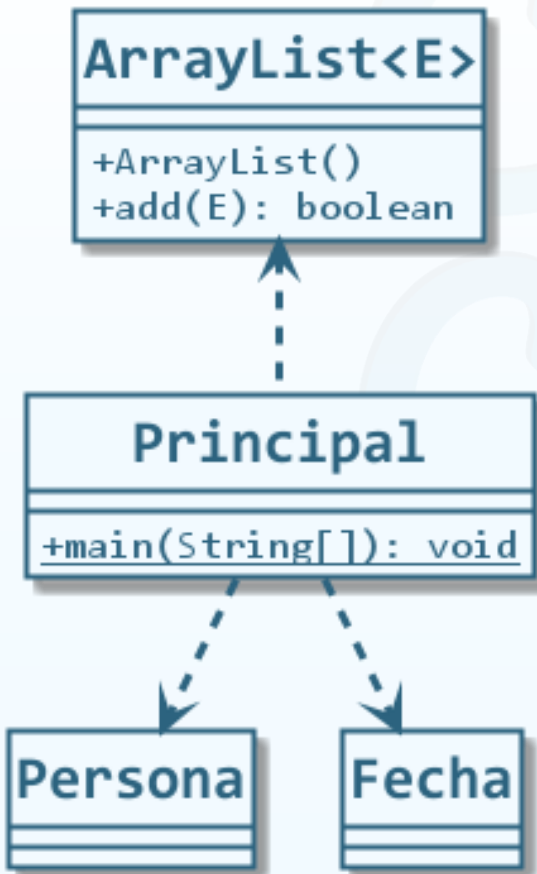 ArrayList<E>
+ArrayList()
+add(E): boolean
Principal
+main(String[]): void
Persona
Fecha